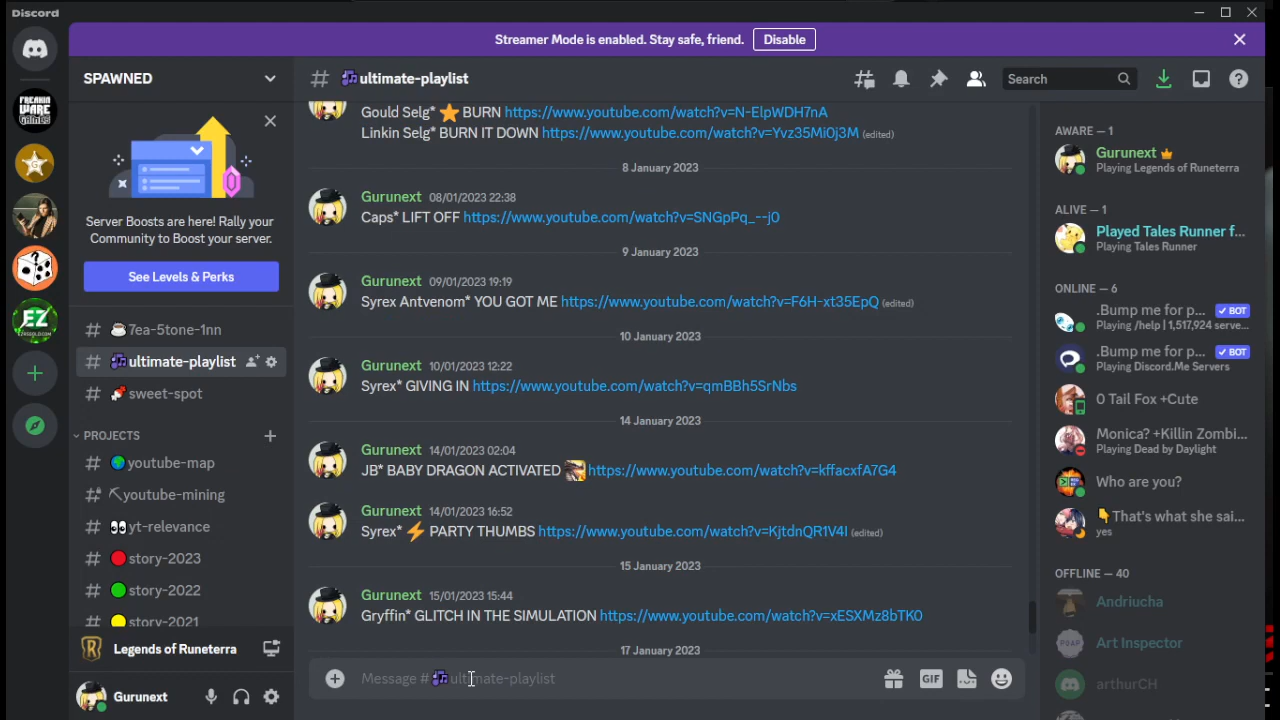 Discord
Streamer Mode is enabled. Stay safe, friend.
Disable
FREAKIN WARE GAMES
EZ
SPAWNED
Server Boosts are here! Rally your
Community to Boost your server.
See Levels & Perks
7ea-5tone-1nn
ultimate-playlist
sweet-spot
PROJECTS
youtube-map
youtube-mining
yt-relevance
story-2023
story-2022
story-2021
Legends of Runeterra
Gurunext
# ultimate-playlist
Search
Gould Selg* ⭐ BURN https://www.youtube.com/watch?v=N-ElpWDH7nA
Linkin Selg* BURN IT DOWN https://www.youtube.com/watch?v=Yvz35Mi0j3M (edited)
8 January 2023
Gurunext 08/01/2023 22:38
Caps* LIFT OFF https://www.youtube.com/watch?v=SNGpPq_--j0
9 January 2023
Gurunext 09/01/2023 19:19
Syrex Antvenom* YOU GOT ME https://www.youtube.com/watch?v=F6H-xt35EpQ (edited)
10 January 2023
Gurunext 10/01/2023 12:22
Syrex* GIVING IN https://www.youtube.com/watch?v=qmBBh5SrNbs
14 January 2023
Gurunext 14/01/2023 02:04
JB* BABY DRAGON ACTIVATED https://www.youtube.com/watch?v=kffacxfA7G4
Gurunext 14/01/2023 16:52
Syrex* ⚡ PARTY THUMBS https://www.youtube.com/watch?v=KjtdnQR1V4I (edited)
15 January 2023
Gurunext 15/01/2023 15:44
Gryffin* GLITCH IN THE SIMULATION https://www.youtube.com/watch?v=xESXMz8bTK0
17 January 2023
Message # ultimate-playlist
GIF
AWARE — 1
Gurunext
Playing Legends of Runeterra
ALIVE — 1
Played Tales Runner f...
Playing Tales Runner
ONLINE — 6
.Bump me for p... ✓ BOT
Playing /help | 1,517,924 serve...
.Bump me for p... ✓ BOT
Playing Discord.Me Servers
0 Tail Fox +Cute
Monica? +Killin Zombi...
Playing Dead by Daylight
Who are you?
👇That's what she sai...
yes
OFFLINE — 40
Andriucha
Art Inspector
arthurCH